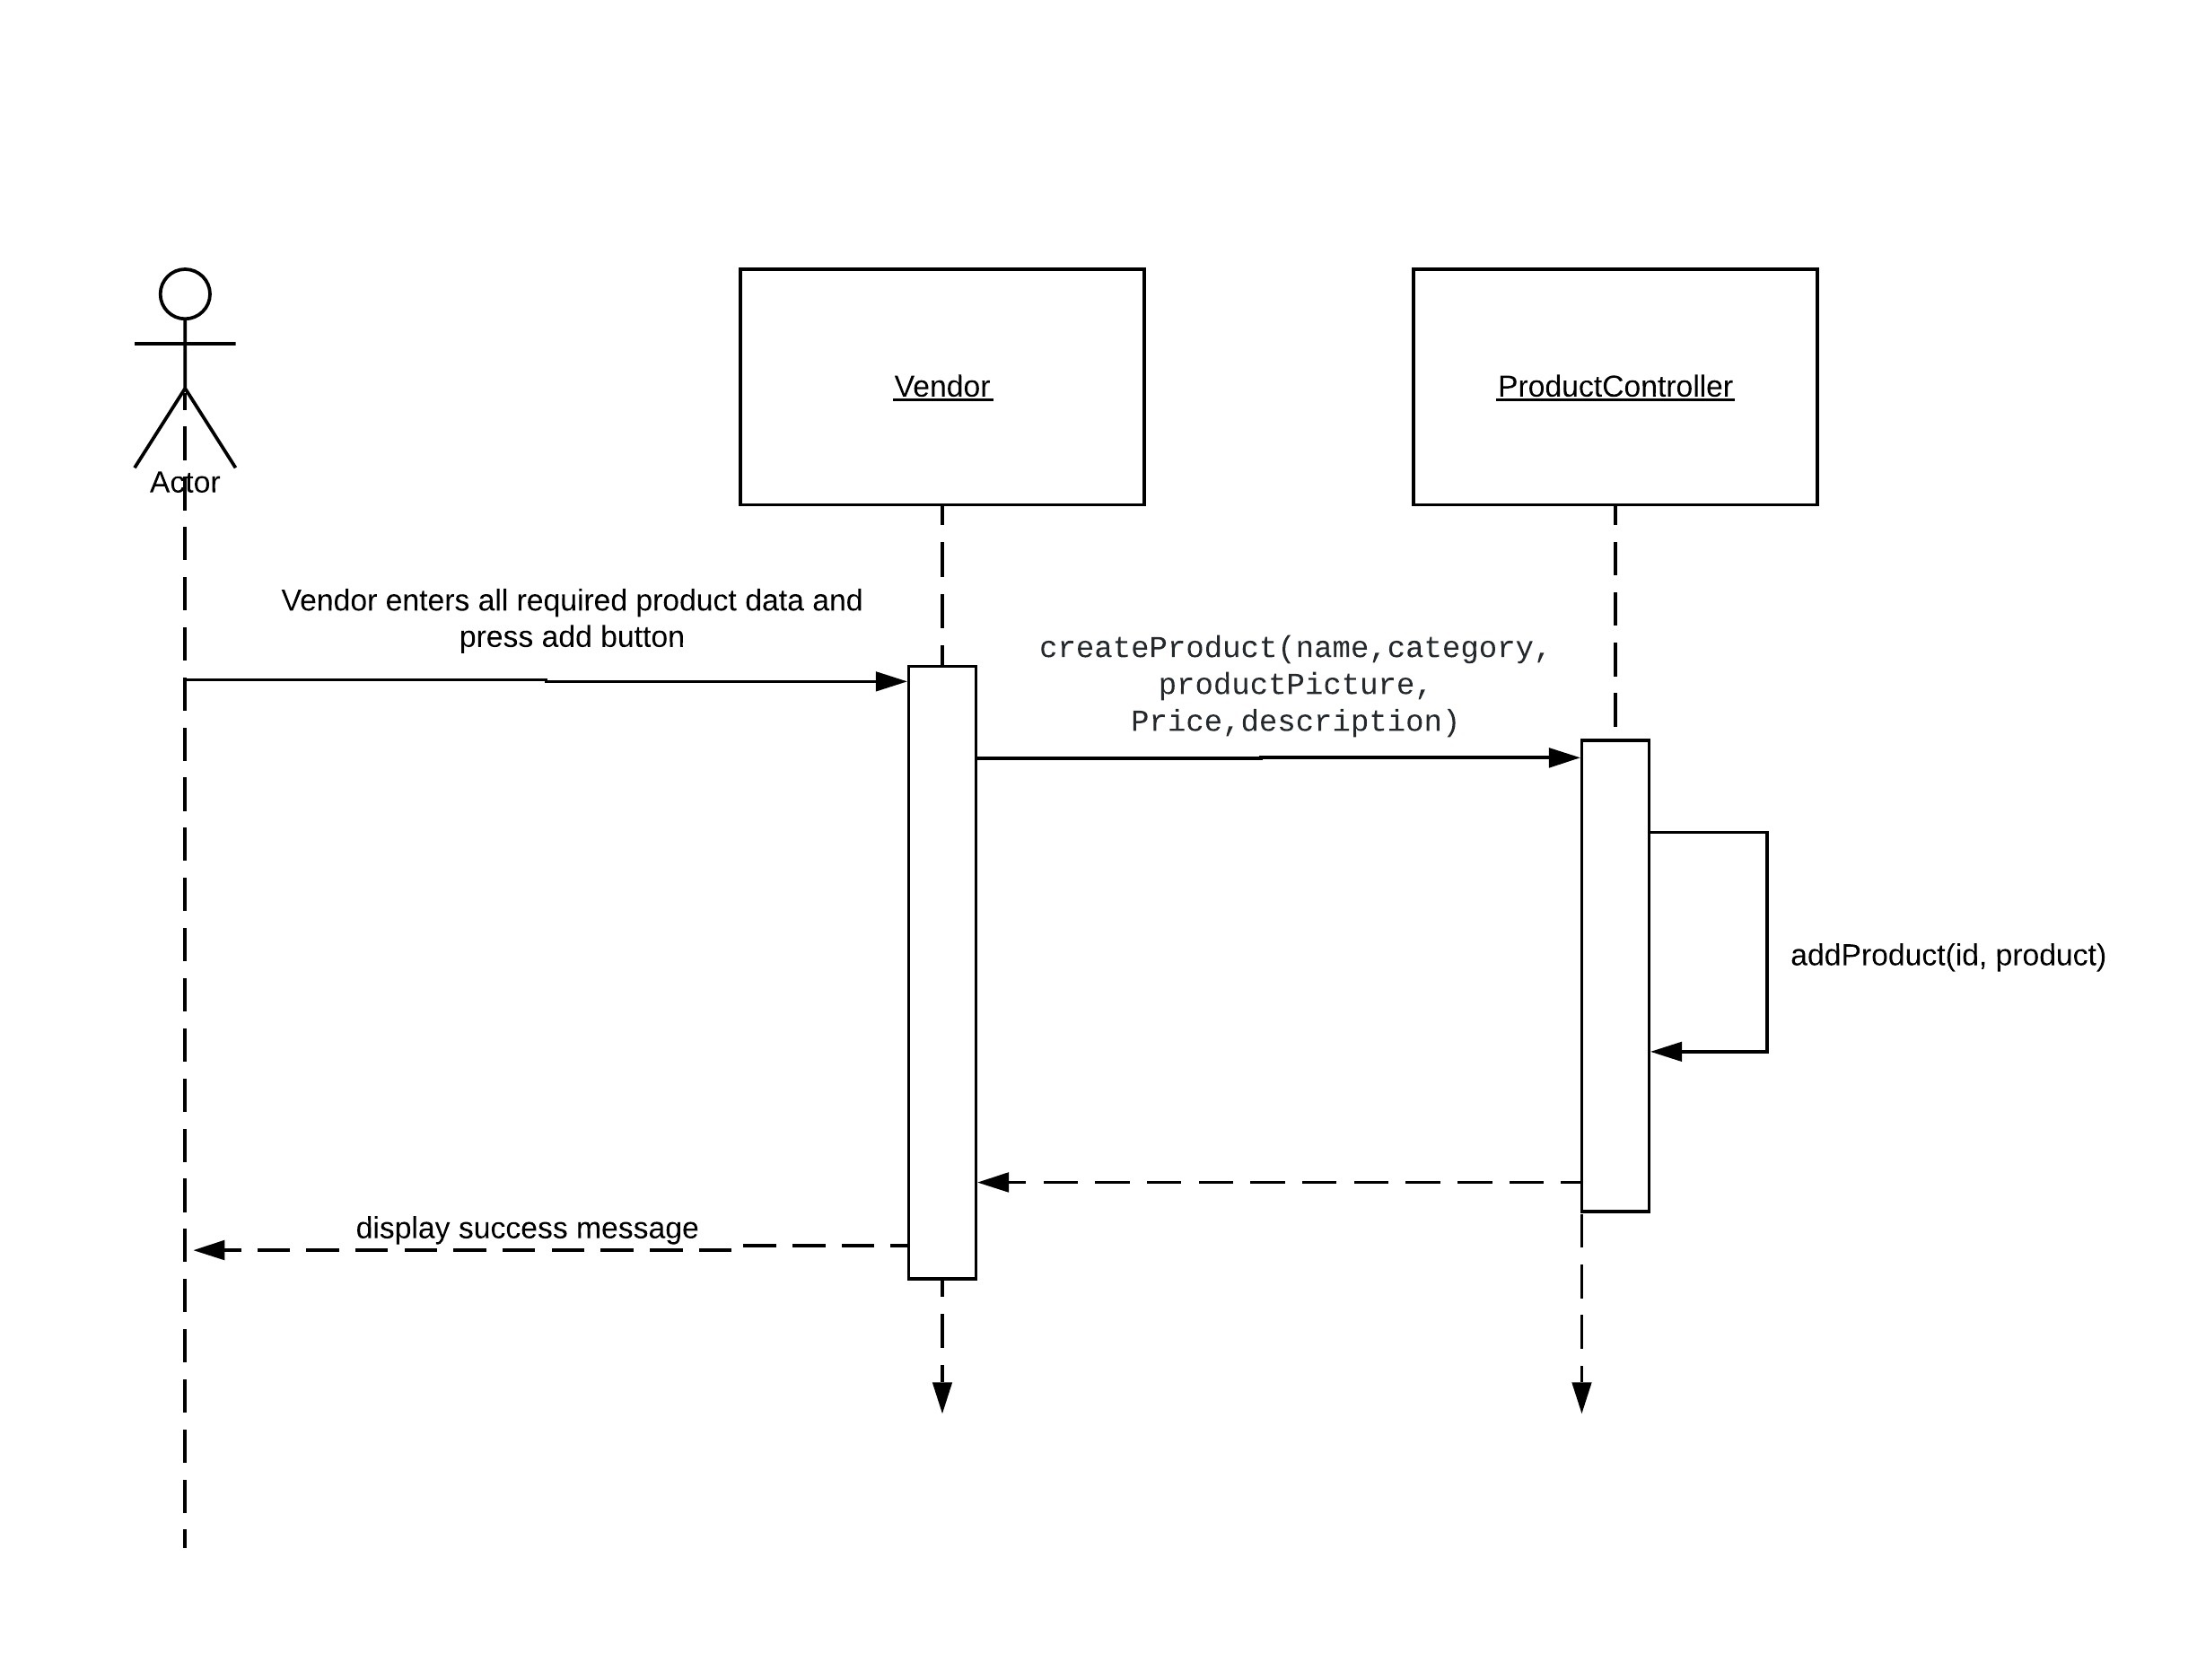 Vendor
ProductController
Actor
Vendor enters all required product data and
press add button
createProduct(name,category,
productPicture,
Price,description)
addProduct(id, product)
display success message